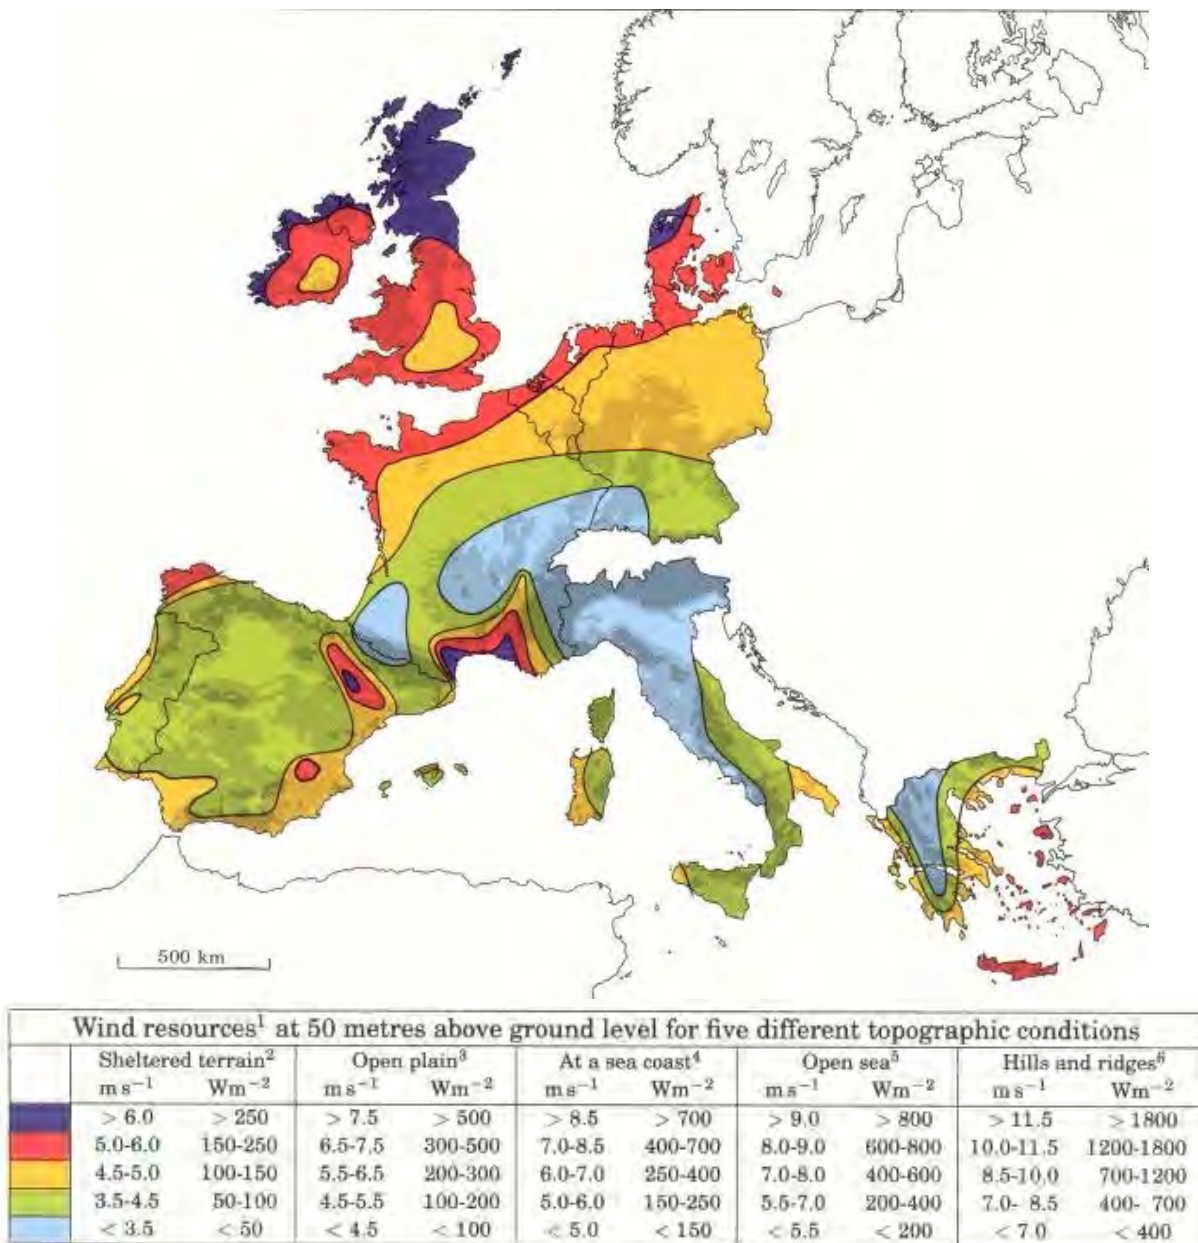 500 km
Wind resources1 at 50 metres above ground level for five different topographic conditions
Sheltered terrain2 Open plain3 At a sea coast4 Open sea5 Hills and ridges6
m s−1 Wm−2 m s−1 Wm−2 m s−1 Wm−2 m s−1 Wm−2 m s−1 Wm−2
> 6.0 > 250 > 7.5 > 500 > 8.5 > 700 > 9.0 > 800 > 11.5 > 1800
5.0-6.0 150-250 6.5-7.5 300-500 7.0-8.5 400-700 8.0-9.0 600-800 10.0-11.5 1200-1800
4.5-5.0 100-150 5.5-6.5 200-300 6.0-7.0 250-400 7.0-8.0 400-600 8.5-10.0 700-1200
3.5-4.5 50-100 4.5-5.5 100-200 5.0-6.0 150-250 5.5-7.0 200-400 7.0- 8.5 400- 700
< 3.5 < 50 < 4.5 < 100 < 5.0 < 150 < 5.5 < 200 < 7.0 < 400